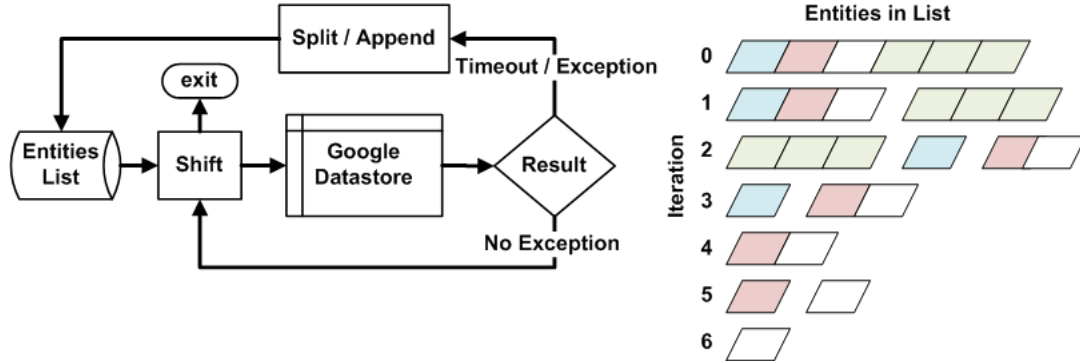 Split / Append
Timeout / Exception
exit
Entities
List
Shift
Google
Datastore
Result
No Exception
Entities in List
Iteration
0
1
2
3
4
5
6